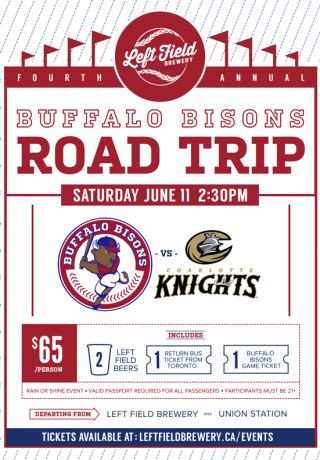 Left Field
BREWERY
FOURTH ANNUAL
BUFFALO BISONS
ROAD TRIP
SATURDAY JUNE 11 2:30PM
BUFFALO BISONS
- VS -
CHARLOTTE
KNIGHTS
INCLUDES
$65
/PERSON
2
LEFT
FIELD
BEERS
1
RETURN BUS
TICKET FROM
TORONTO
1
BUFFALO
BISONS
GAME TICKET
RAIN OR SHINE EVENT • VALID PASSPORT REQUIRED FOR ALL PASSENGERS • PARTICIPANTS MUST BE 21+
DEPARTING FROM LEFT FIELD BREWERY AND UNION STATION
TICKETS AVAILABLE AT: LEFTFIELDBREWERY.CA/EVENTS